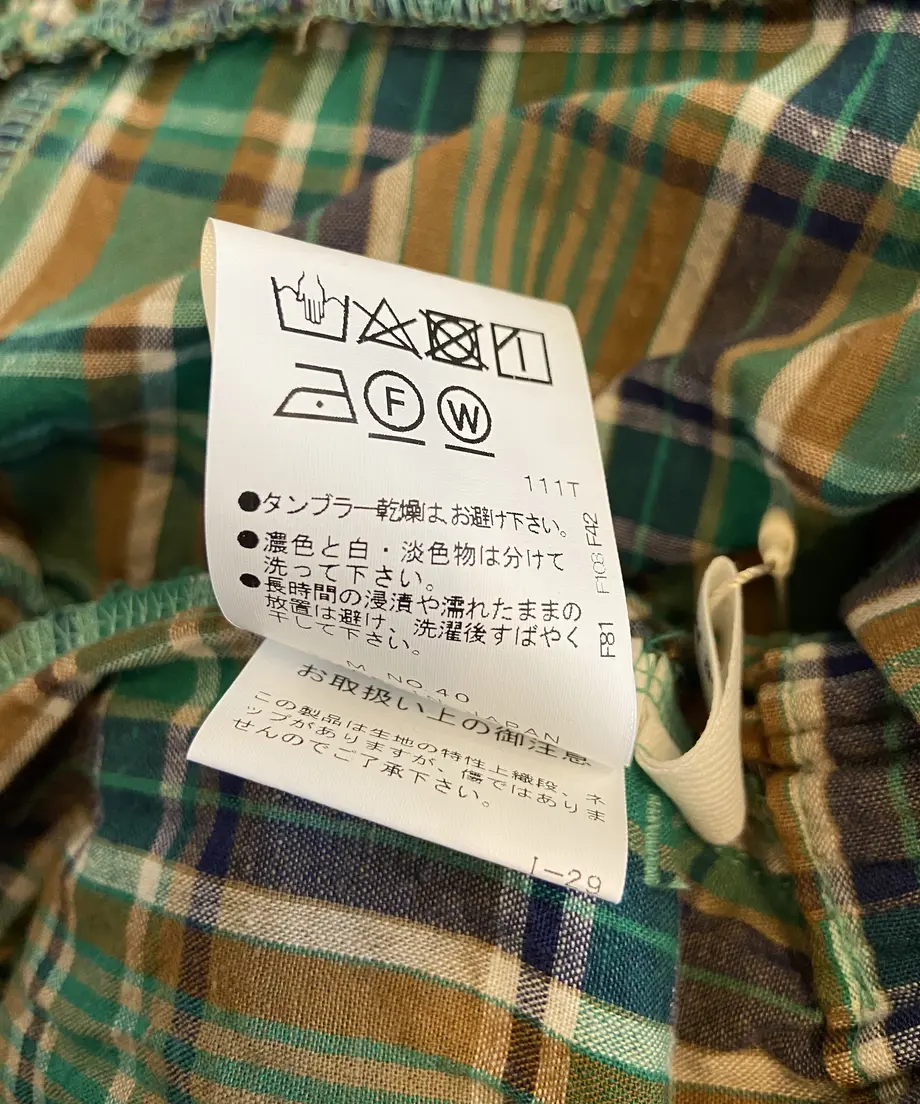 F
W
111T
●タンブラー乾燥は、お避け下さい。
●濃色と白・淡色物は分けて
洗って下さい。
●長時間の浸漬や濡れたままの
放置は避け、洗濯後すばやく
干して下さい。
F81 F103 F42
NO.40
お取扱い上の御注意
この製品は生地の特性上織段、ネ
ップがありますが、傷ではありま
せんのでご了承下さい。
I-29